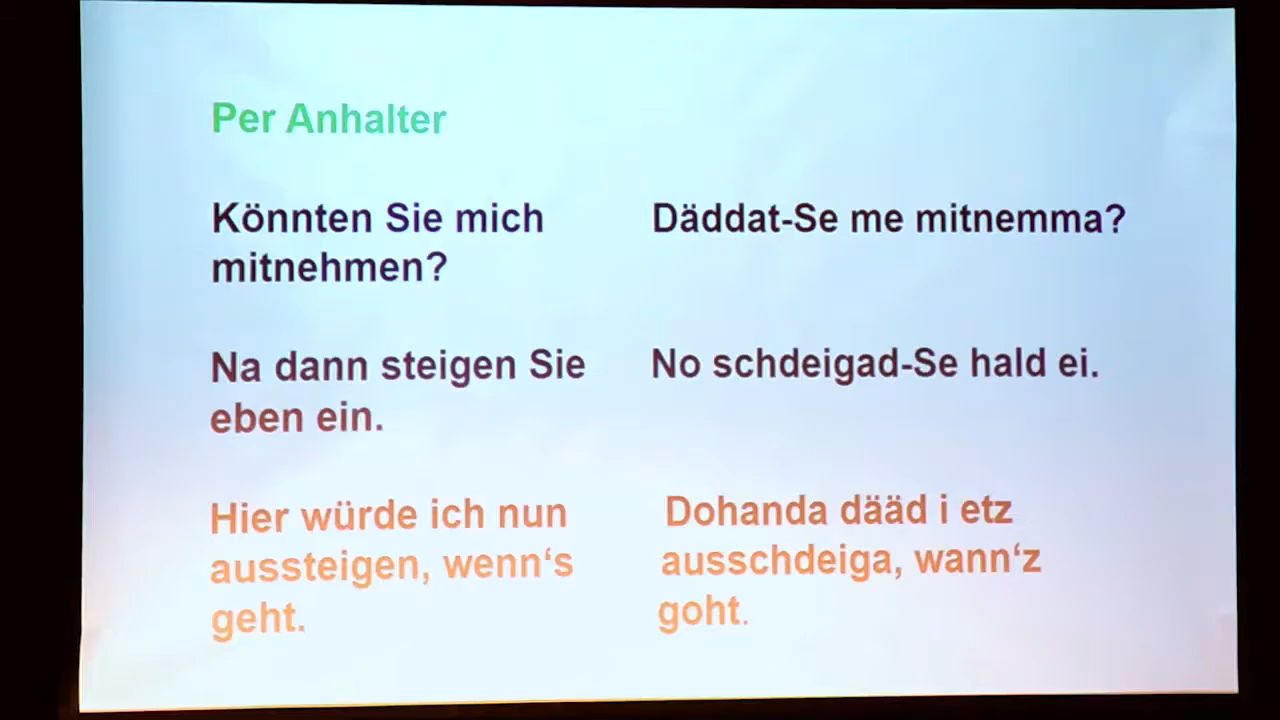 Per Anhalter
Könnten Sie mich
mitnehmen?
Däddat-Se me mitnemma?
Na dann steigen Sie
eben ein.
No schdeigad-Se hald ei.
Hier würde ich nun
aussteigen, wenn‘s
geht.
Dohanda dääd i etz
ausschdeiga, wann‘z
goht.